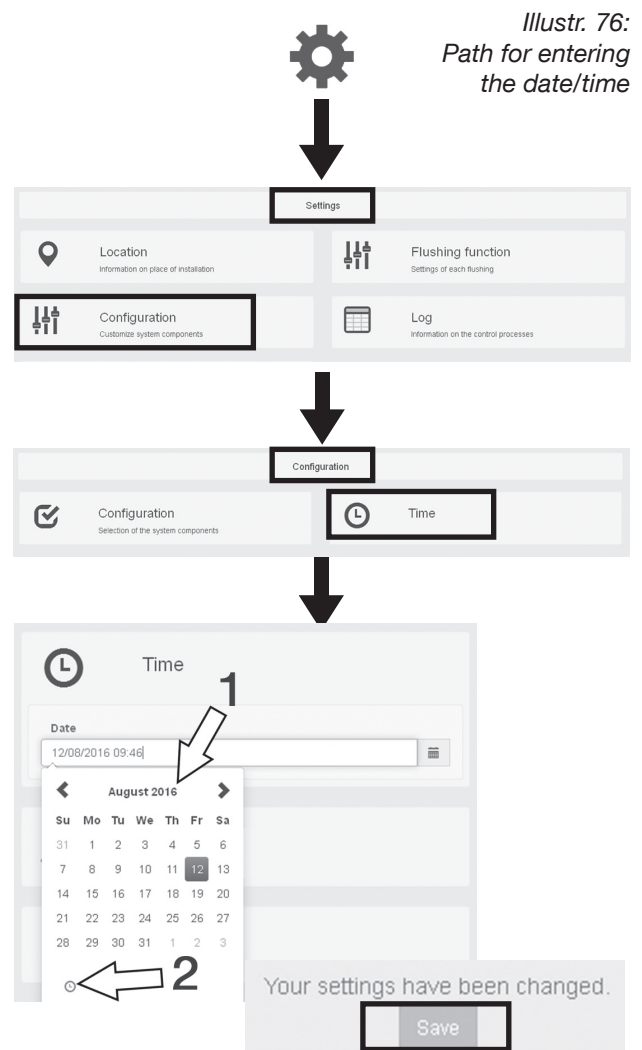 Illustr. 76:
Path for entering
the date/time
Settings
Location
Information on place of installation
Flushing function
Settings of each flushing
Configuration
Customize system components
Log
Information on the control processes
Configuration
Configuration
Selection of the system components
Time
Time
1
Date
12/08/2016 09:46
August 2016
Su Mo Tu We Th Fr Sa
31 1 2 3 4 5 6
7 8 9 10 11 12 13
14 15 16 17 18 19 20
21 22 23 24 25 26 27
28 29 30 31 1 2 3
2
Your settings have been changed.
Save